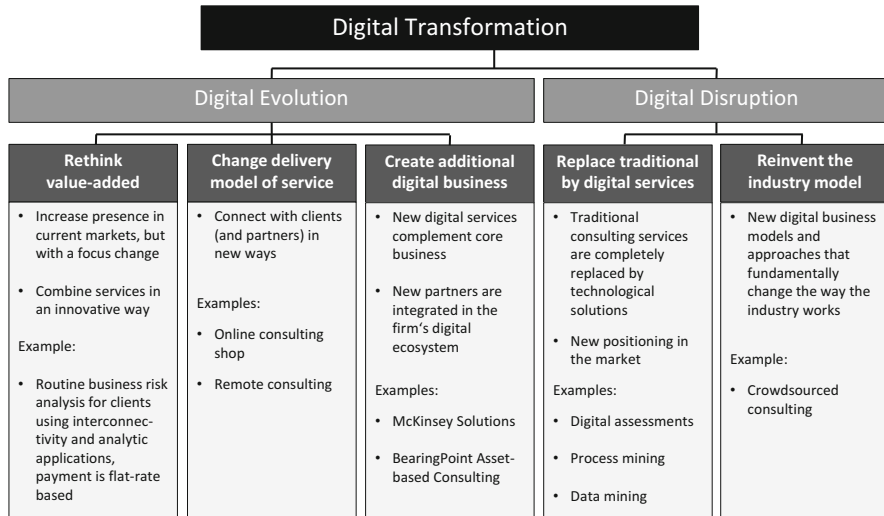 Digital Transformation
Digital Evolution
Digital Disruption
Rethink
value-added
• Increase presence in
current markets, but
with a focus change
• Combine services in
an innovative way
Example:
• Routine business risk
analysis for clients
using interconnec-
tivity and analytic
applications,
payment is flat-rate
based
Change delivery
model of service
• Connect with clients
(and partners) in
new ways
Examples:
• Online consulting
shop
• Remote consulting
Create additional
digital business
• New digital services
complement core
business
• New partners are
integrated in the
firm's digital
ecosystem
Examples:
• McKinsey Solutions
• BearingPoint Asset-
based Consulting
Replace traditional
by digital services
• Traditional
consulting services
are completely
replaced by
technological
solutions
• New positioning in
the market
Examples:
• Digital assessments
• Process mining
• Data mining
Reinvent the
industry model
• New digital business
models and
approaches that
fundamentally
change the way the
industry works
Example:
• Crowdsourced
consulting